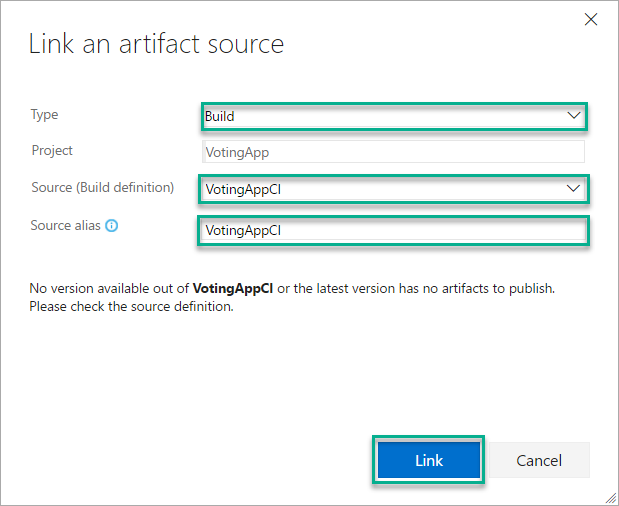 Link an artifact source
Type
Build
Project
VotingApp
Source (Build definition)
VotingAppCI
Source alias
VotingAppCI
No version available out of VotingAppCI or the latest version has no artifacts to publish.
Please check the source definition.
Link
Cancel